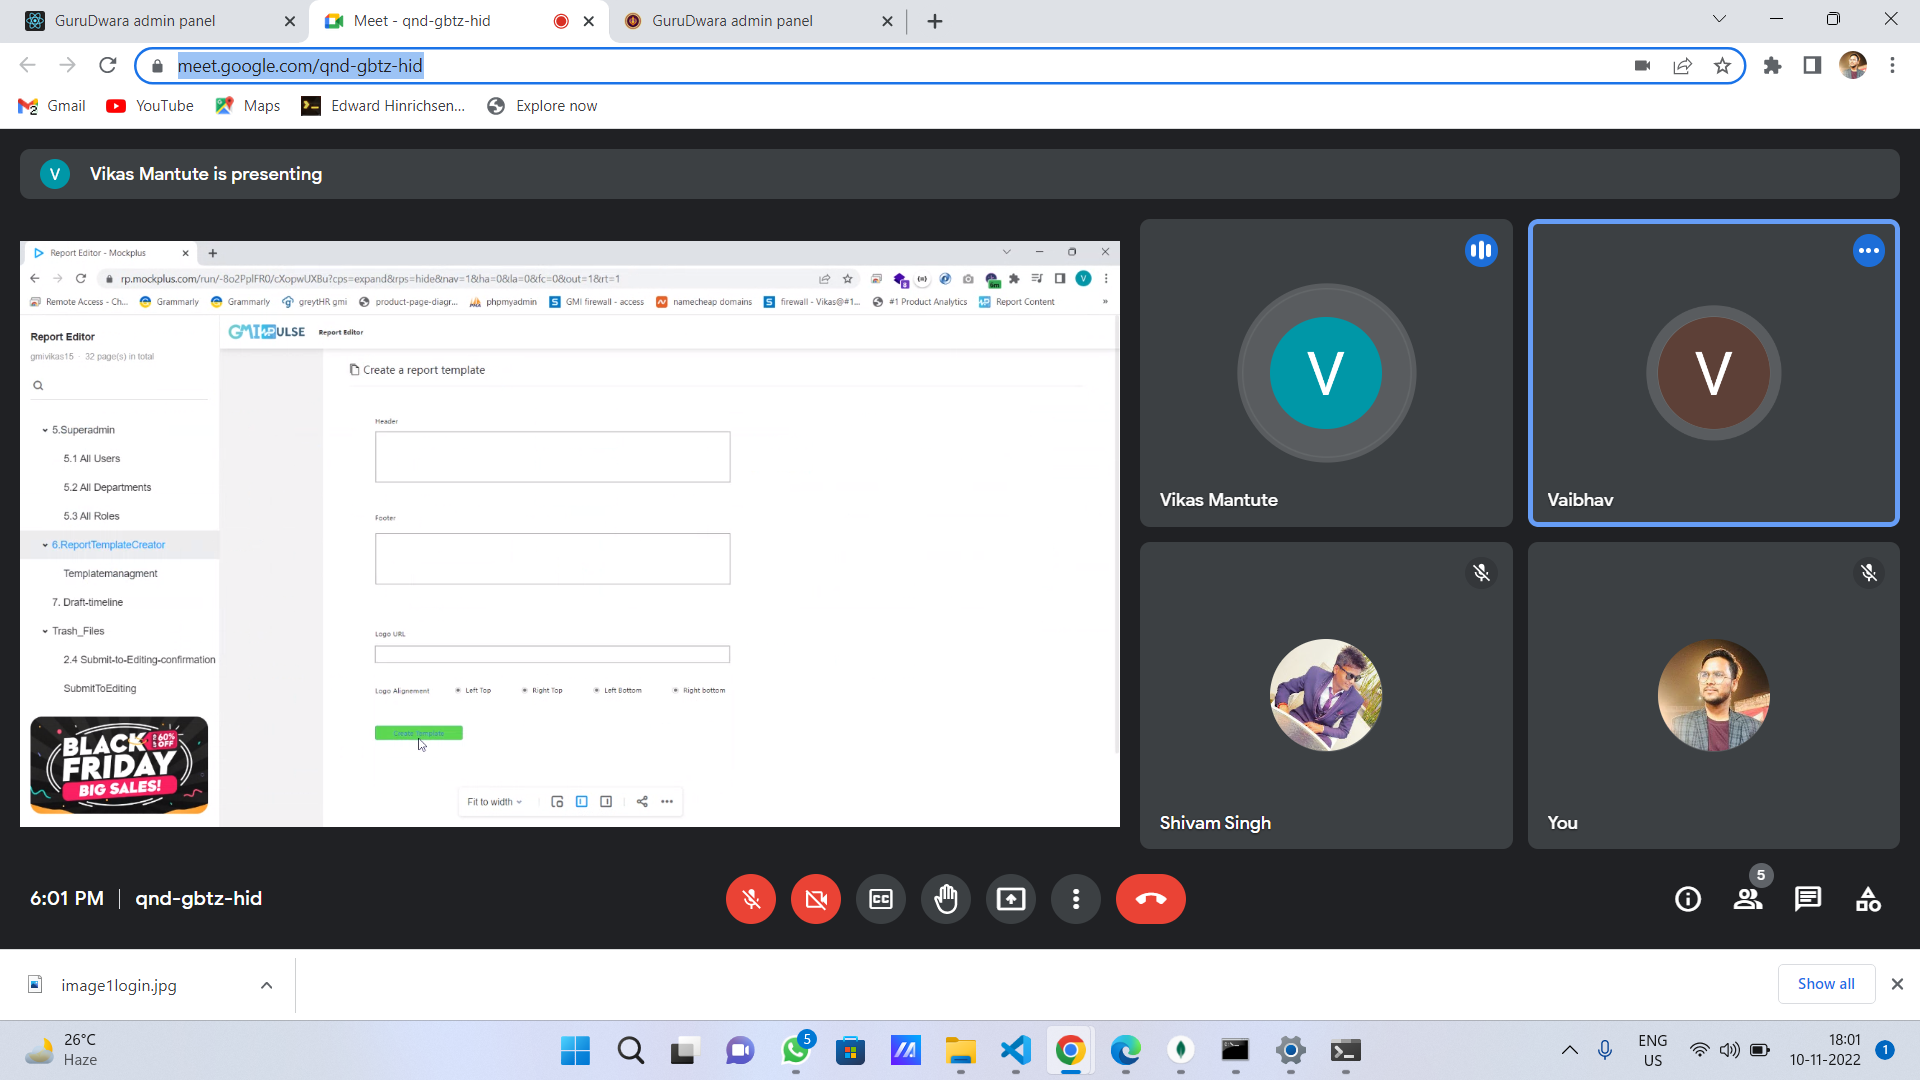 GuruDwara admin panel
Meet - qnd-gbtz-hid
GuruDwara admin panel
meet.google.com/qnd-gbtz-hid
Gmail
YouTube
Maps
Edward Hinrichsen...
Explore now
V
Vikas Mantute is presenting
Report Editor - Mockplus
rp.mockplus.com/run/-8o2PplFR0/cXopwUXBu?cps=expand&rps=hide&nav=1&ha=0&la=0&fc=0&out=1&rt=1
V
Remote Access - Ch...
Grammarly
Grammarly
greytHR gmi
product-page-diagr...
phpmyadmin
GMI firewall - access
namecheap domains
firewall - Vikas@#1...
#1 Product Analytics
Report Content
»
Report Editor
gmivikas15 · 32 page(s) in total
GMIPULSE
Report Editor
Create a report template
5.Superadmin
5.1 All Users
5.2 All Departments
5.3 All Roles
6.ReportTemplateCreator
Templatemanagment
7. Draft-timeline
Trash_Files
2.4 Submit-to-Editing-confirmation
SubmitToEditing
BLACK
60%
OFF
FRIDAY
BIG SALES!
Header
Footer
Logo URL
Logo Alignement
Left Top
Right Top
Left Bottom
Right bottom
Create Template
Fit to width
V
Vikas Mantute
V
Vaibhav
Shivam Singh
You
6:01 PM
qnd-gbtz-hid
CC
5
image1login.jpg
Show all
26°C
Haze
5
ENG
US
18:01
10-11-2022
1